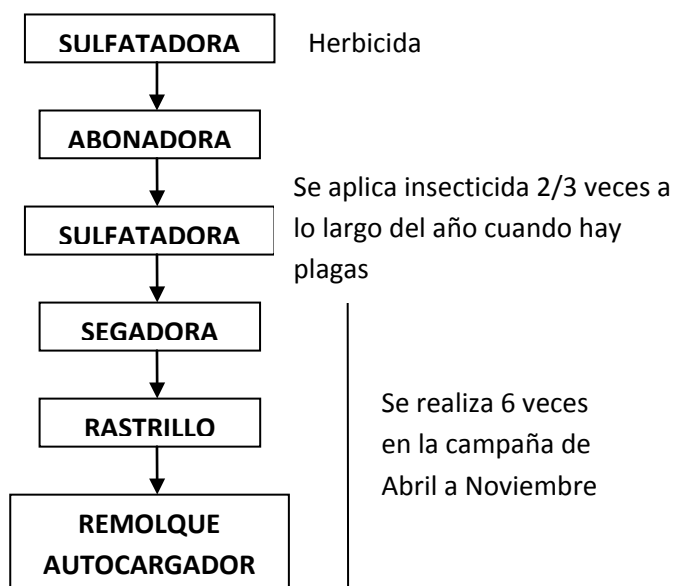 SULFATADORA
Herbicida
ABONADORA
Se aplica insecticida 2/3 veces a
lo largo del año cuando hay
plagas
SULFATADORA
SEGADORA
RASTRILLO
Se realiza 6 veces
en la campaña de
Abril a Noviembre
REMOLQUE
AUTOCARGADOR